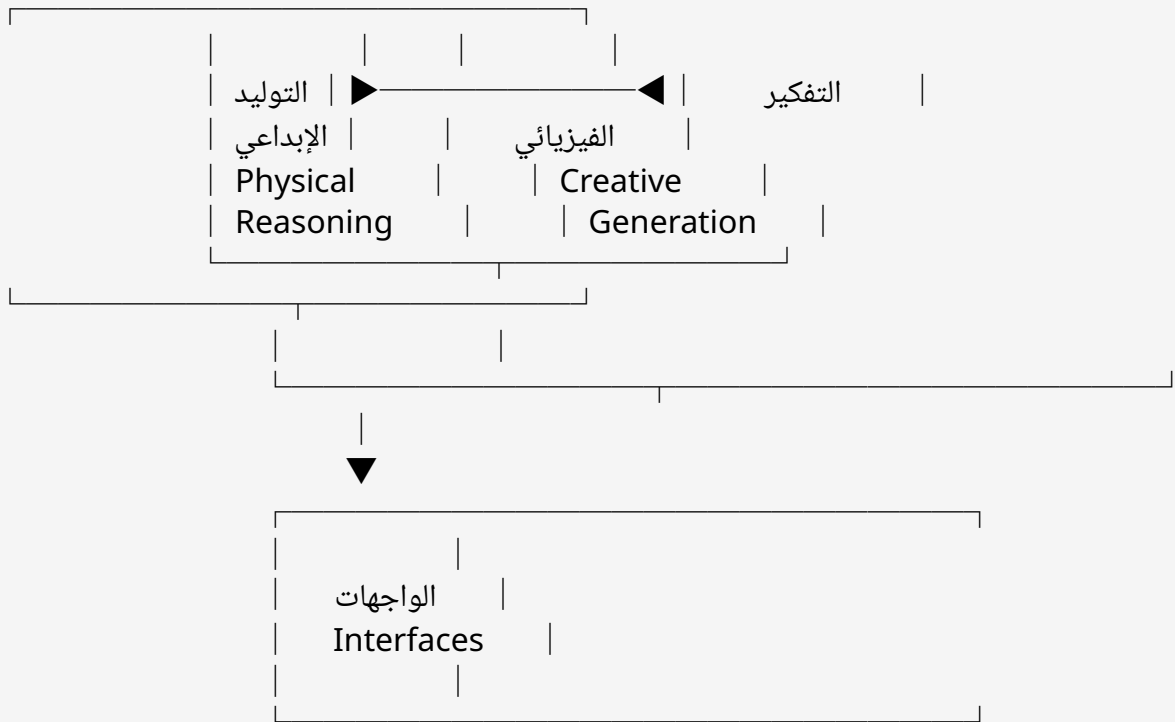 التوليد التفكير
الإبداعي الفيزيائي
Physical Creative
Reasoning Generation
الواجهات
Interfaces